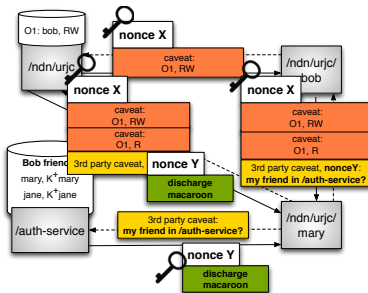 O1: bob, RW
/ndn/urjc
nonce X
caveat:
O1, RW
/ndn/urjc/
bob
nonce X
caveat:
O1, RW
caveat:
O1, R
3rd party caveat,
nonce X
caveat:
O1, RW
caveat:
O1, R
3rd party caveat, nonceY:
my friend in /auth-service?
nonce Y
discharge
macaroon
Bob friend
mary, K+mary
jane, K+jane
/auth-service
3rd party caveat:
my friend in /auth-service?
/ndn/urjc/
mary
nonce Y
discharge
macaroon